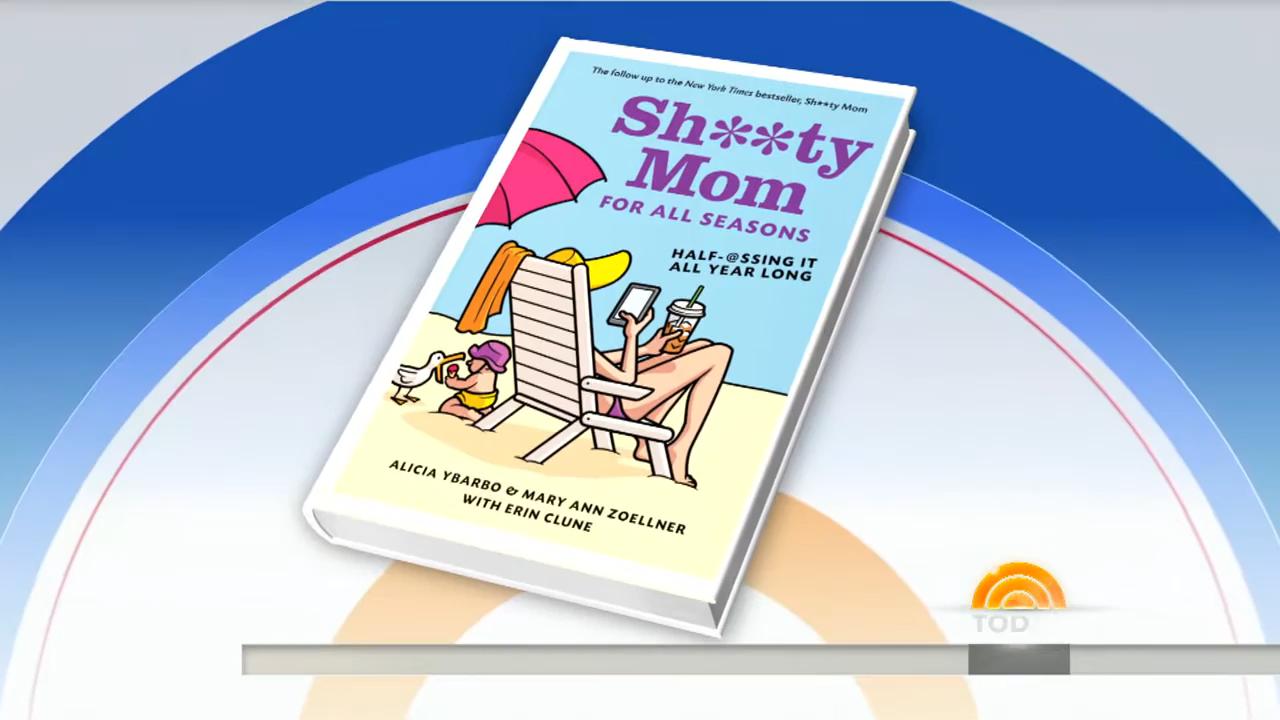 The follow up to the New York Times bestseller, Sh**ty Mom
Sh**ty
Mom
FOR ALL SEASONS
HALF-@SSING IT
ALL YEAR LONG
ALICIA YBARBO & MARY ANN ZOELLNER
WITH ERIN CLUNE
TOD